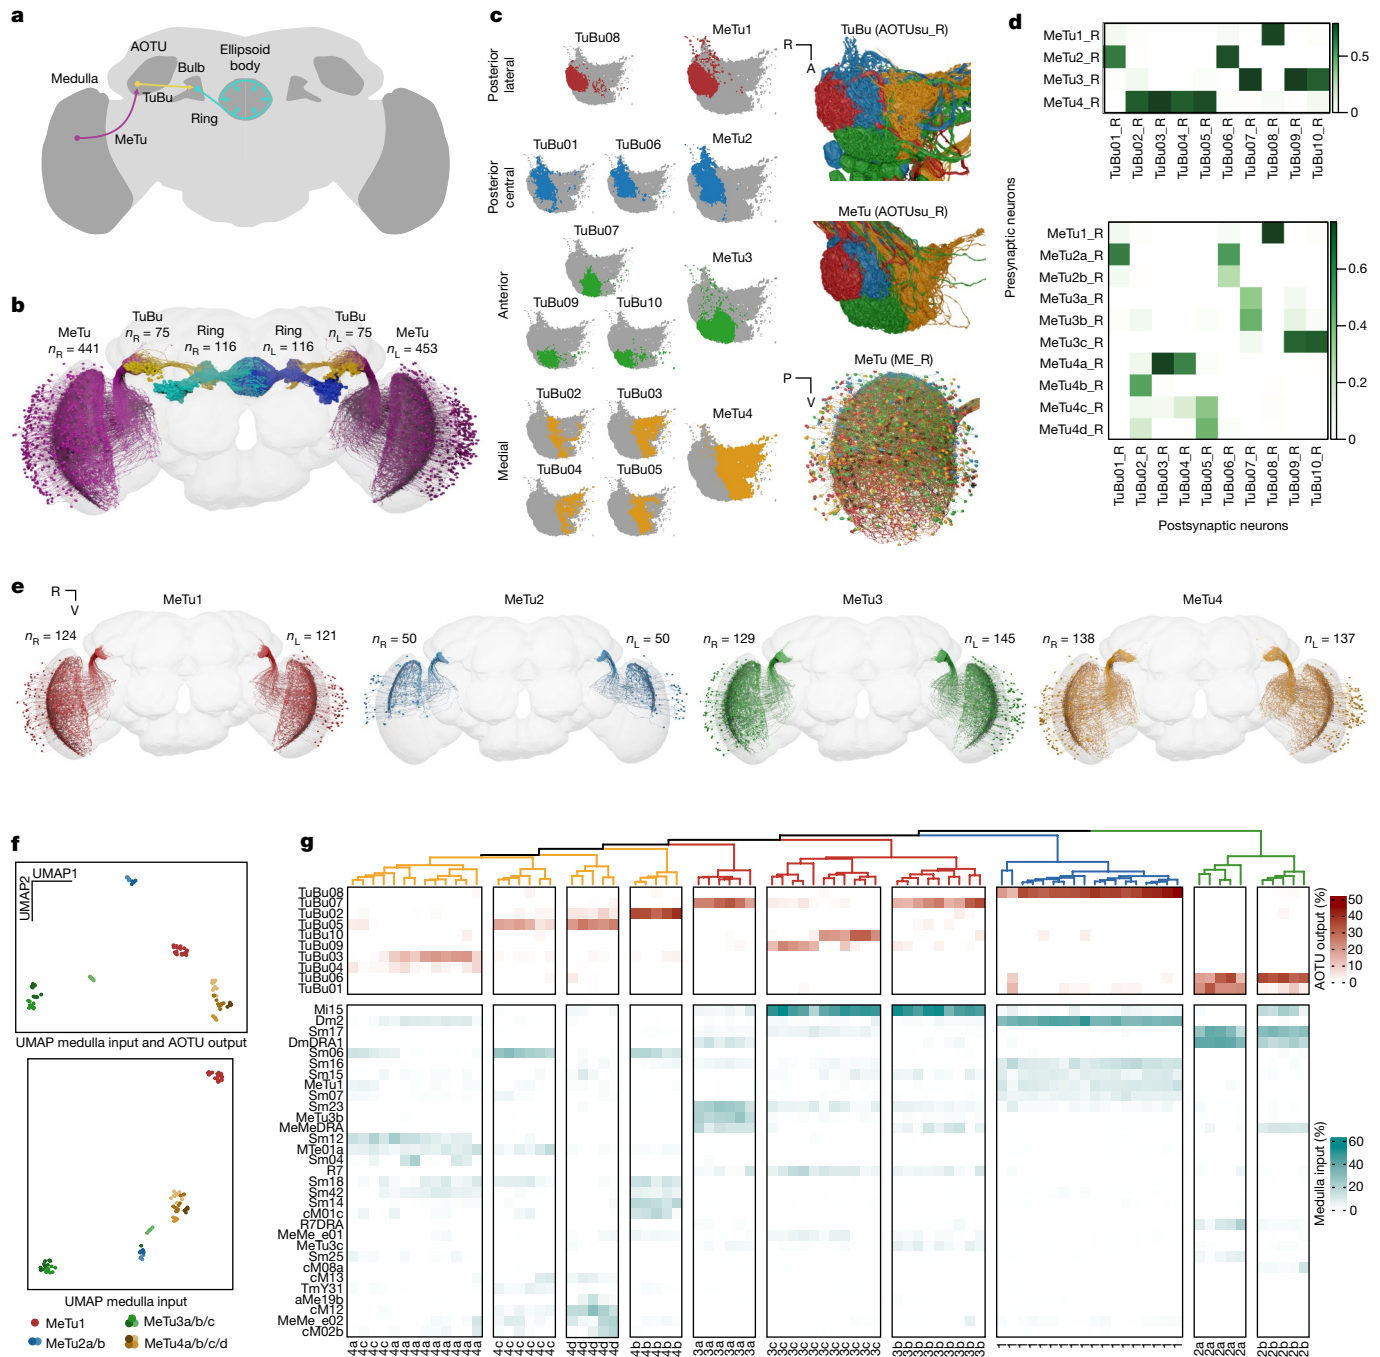 a
AOTU
Medulla
Bulb
Ellipsoid
body
TuBu
Ring
MeTu
b
MeTu
nR = 441
TuBu
nR = 75
Ring
nR = 116
Ring
nL = 116
TuBu
nL = 75
MeTu
nL = 453
c
Posterior
lateral
TuBu08
MeTu1
R
A
TuBu (AOTUsu_R)
Posterior
central
TuBu01
TuBu06
MeTu2
MeTu (AOTUsu_R)
Anterior
TuBu07
MeTu3
TuBu09
TuBu10
MeTu (ME_R)
P
V
Medial
TuBu02
TuBu03
MeTu4
TuBu04
TuBu05
d
MeTu1_R
MeTu2_R
MeTu3_R
MeTu4_R
0.5
0
TuBu01_R
TuBu02_R
TuBu03_R
TuBu04_R
TuBu05_R
TuBu06_R
TuBu07_R
TuBu08_R
TuBu09_R
TuBu10_R
Presynaptic neurons
MeTu1_R
MeTu2a_R
MeTu2b_R
MeTu3a_R
MeTu3b_R
MeTu3c_R
MeTu4a_R
MeTu4b_R
MeTu4c_R
MeTu4d_R
0.6
0.4
0.2
0
TuBu01_R
TuBu02_R
TuBu03_R
TuBu04_R
TuBu05_R
TuBu06_R
TuBu07_R
TuBu08_R
TuBu09_R
TuBu10_R
Postsynaptic neurons
e
R
V
MeTu1
nR = 124
nL = 121
MeTu2
nR = 50
nL = 50
MeTu3
nR = 129
nL = 145
MeTu4
nR = 138
nL = 137
f
UMAP1
UMAP2
UMAP medulla input and AOTU output
UMAP medulla input
MeTu1
MeTu2a/b
MeTu3a/b/c
MeTu4a/b/c/d
g
TuBu08
TuBu07
TuBu02
TuBu05
TuBu10
TuBu09
TuBu03
TuBu04
TuBu06
TuBu01
AOTU output (%)
50
40
30
20
10
0
Mi15
Dm2
Sm17
DmDRA1
Sm06
Sm16
Sm15
MeTu1
Sm07
Sm23
MeTu3b
MeMeDRA
Sm12
MTe01a
Sm04
R7
Sm18
Sm42
Sm14
cM01c
R7DRA
MeMe_e01
MeTu3c
Sm25
cM08a
cM13
TmY31
aMe19b
cM12
MeMe_e02
cM02b
Medulla input (%)
60
40
20
0